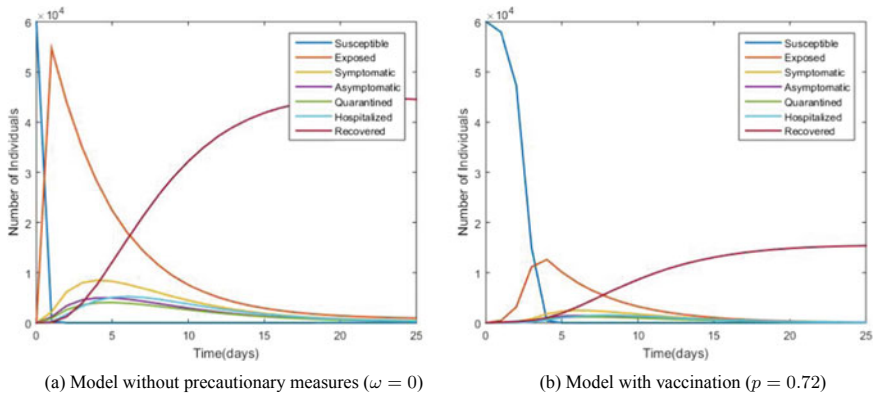 × 10⁴
6
5
4
3
2
1
0
Number of Individuals
Susceptible
Exposed
Symptomatic
Asymptomatic
Quarantined
Hospitalized
Recovered
0 5 10 15 20 25
Time(days)
(a) Model without precautionary measures (ω = 0)
× 10⁴
6
5
4
3
2
1
0
Number of Individuals
Susceptible
Exposed
Symptomatic
Asymptomatic
Quarantined
Hospitalized
Recovered
0 5 10 15 20 25
Time(days)
(b) Model with vaccination (p = 0.72)